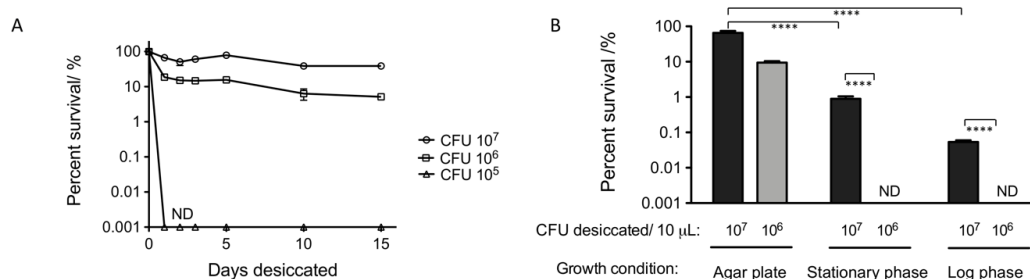 A
Percent survival/ %
100
10
1
0.1
0.01
0.001
ND
0 5 10 15
Days desiccated
CFU 10⁷
CFU 10⁶
CFU 10⁵
B
Percent survival /%
100
10
1
0.1
0.01
0.001
****
****
****
****
ND
ND
CFU desiccated/ 10 μL: 10⁷ 10⁶ 10⁷ 10⁶ 10⁷ 10⁶
Growth condition: Agar plate Stationary phase Log phase